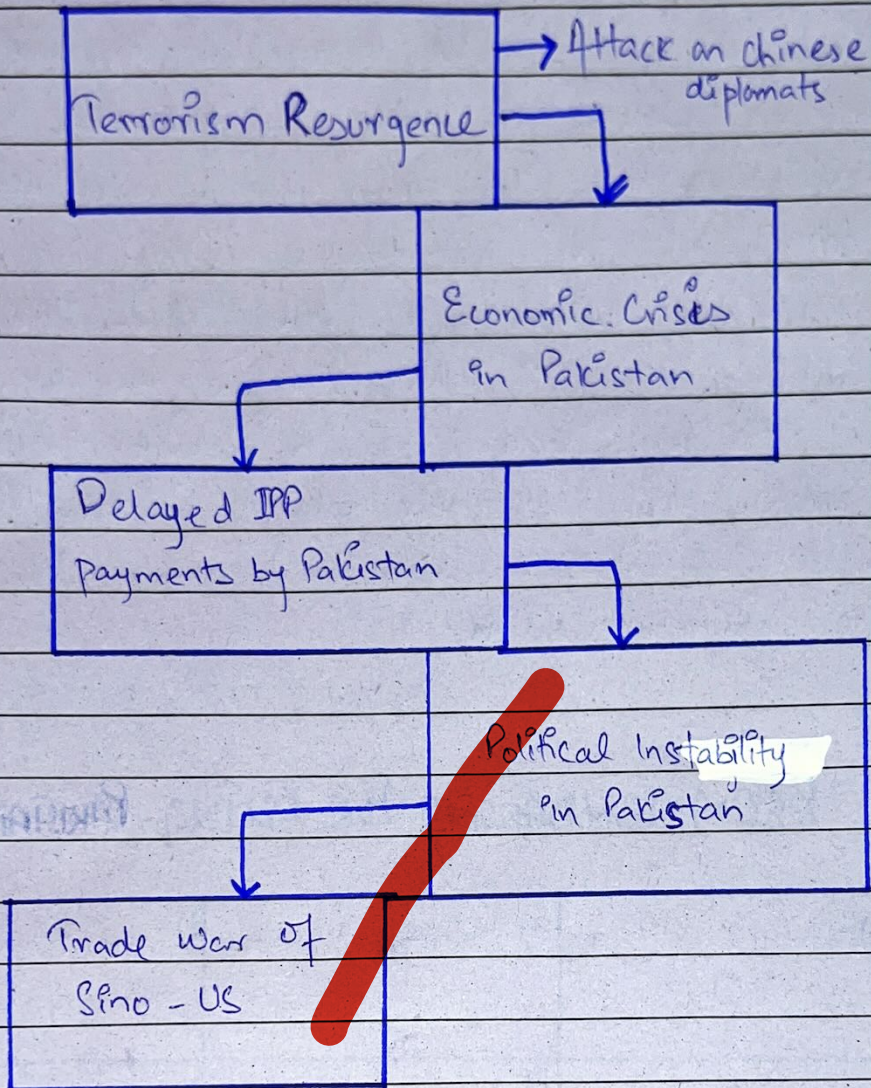 Attack on chinese
diplomats
Terrorism Resurgence
Economic Crises
in Pakistan
Delayed IPP
payments by Pakistan
Political Instability
in Pakistan
Trade war of
Sino - US